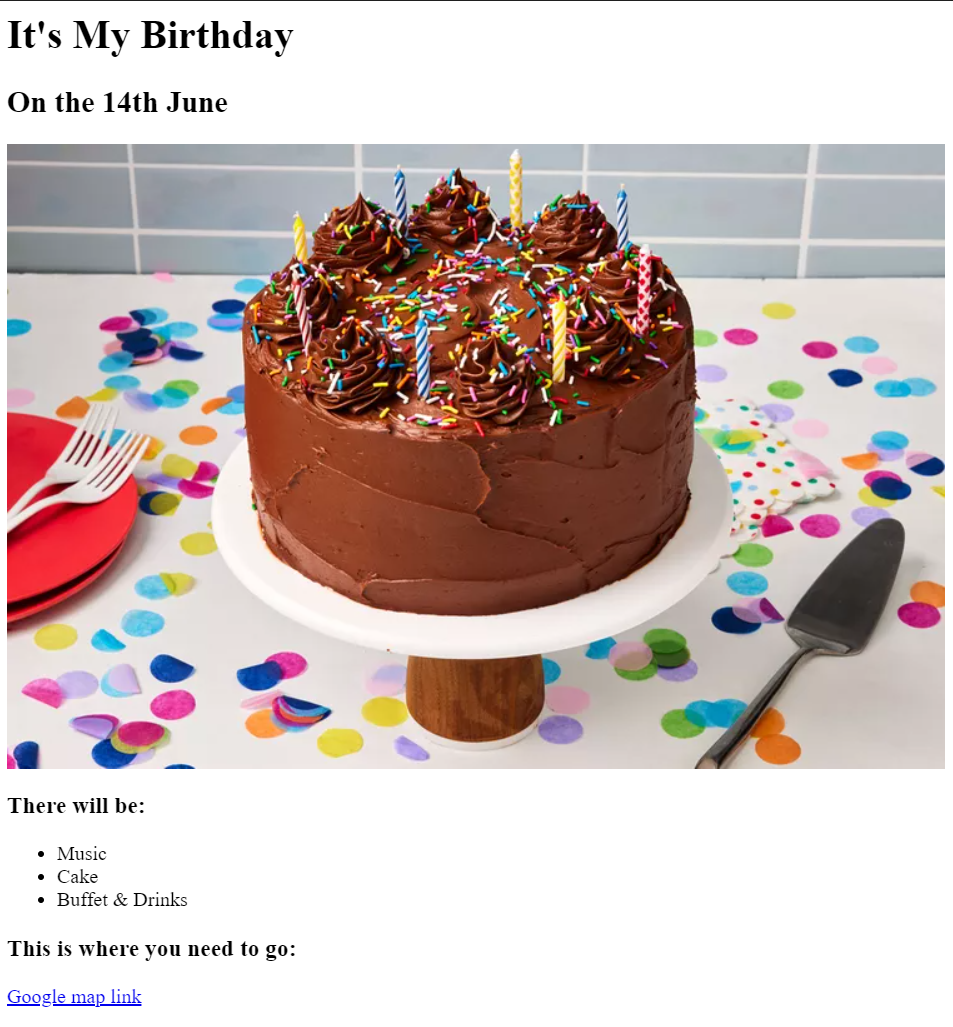 It's My Birthday
On the 14th June
There will be:
Music
Cake
Buffet & Drinks
This is where you need to go:
Google map link